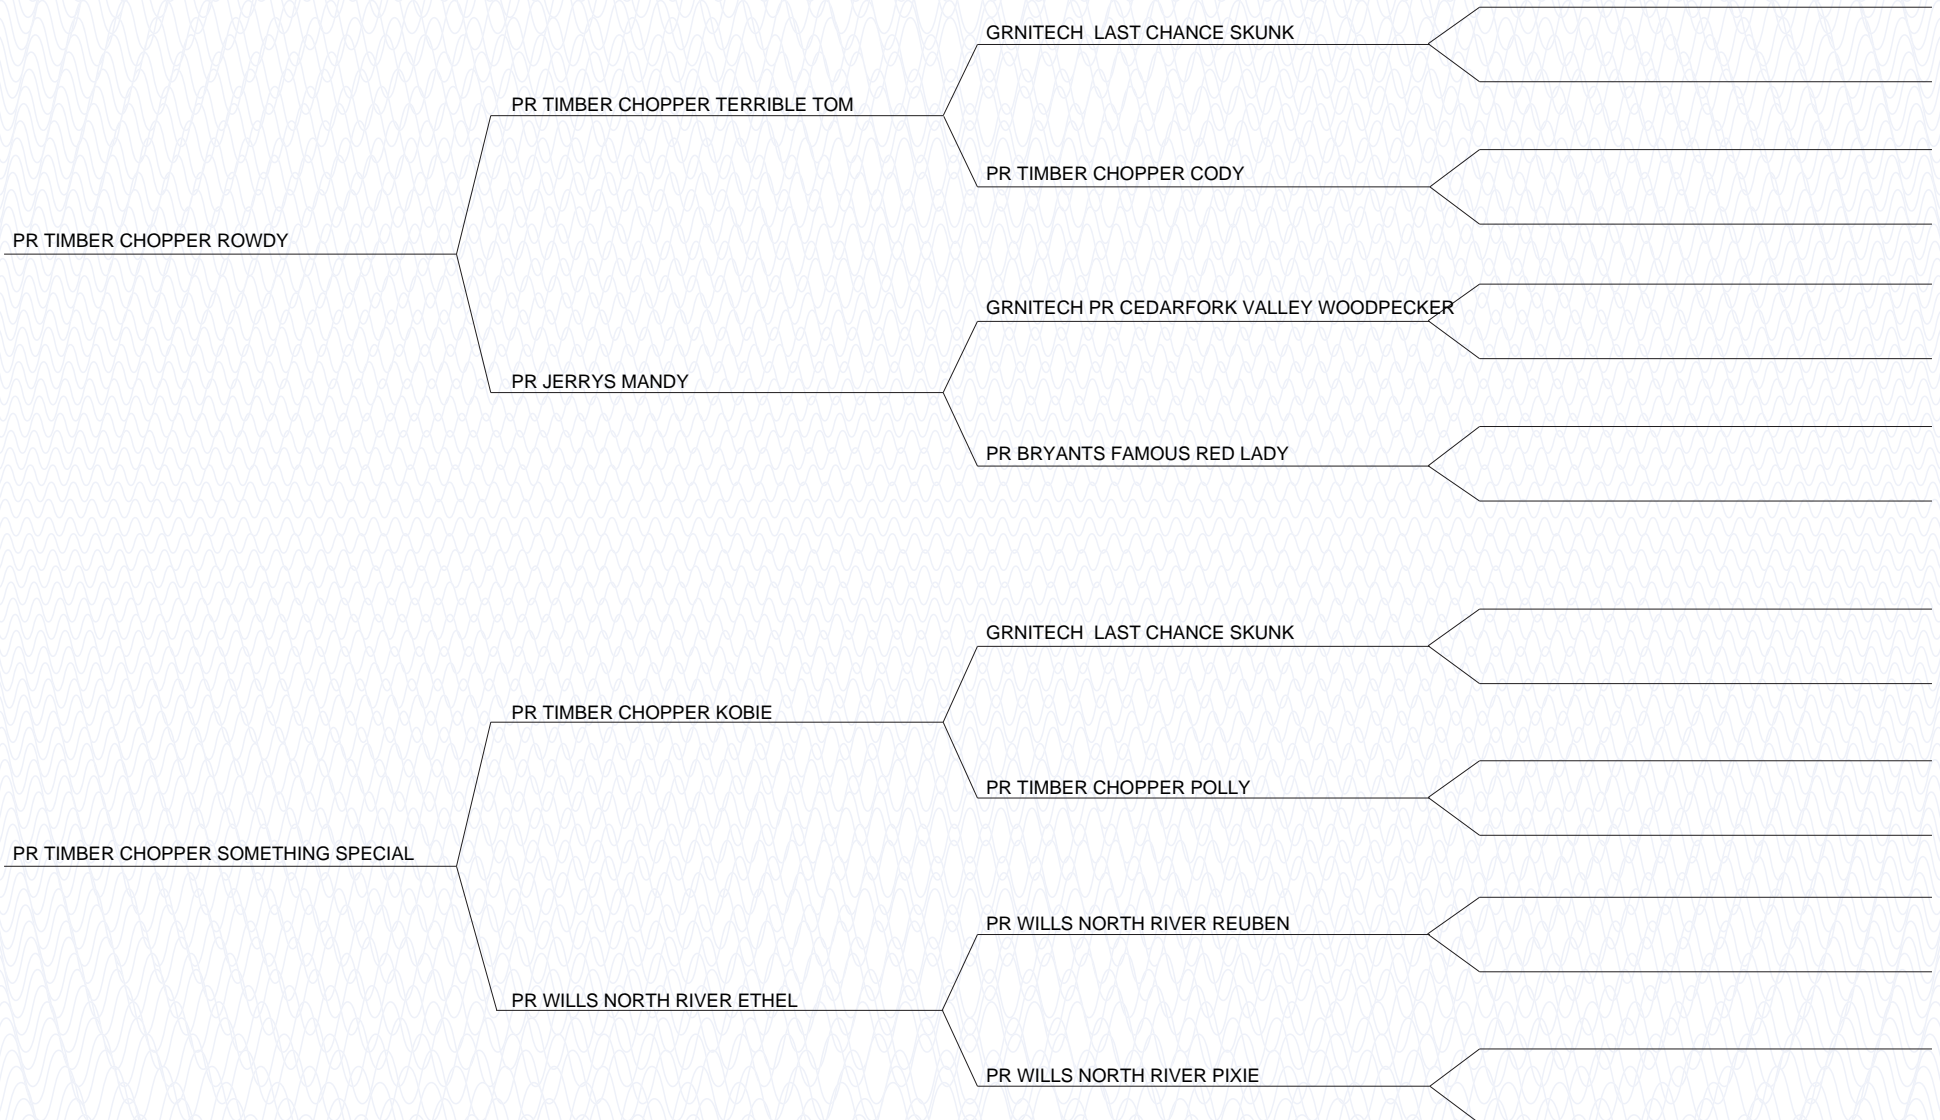 GRNITECH  LAST CHANCE SKUNK
PR TIMBER CHOPPER TERRIBLE TOM
PR TIMBER CHOPPER CODY
PR TIMBER CHOPPER ROWDY
GRNITECH PR CEDARFORK VALLEY WOODPECKER
PR JERRYS MANDY
PR BRYANTS FAMOUS RED LADY
GRNITECH  LAST CHANCE SKUNK
PR TIMBER CHOPPER KOBIE
PR TIMBER CHOPPER POLLY
PR TIMBER CHOPPER SOMETHING SPECIAL
PR WILLS NORTH RIVER REUBEN
PR WILLS NORTH RIVER ETHEL
PR WILLS NORTH RIVER PIXIE